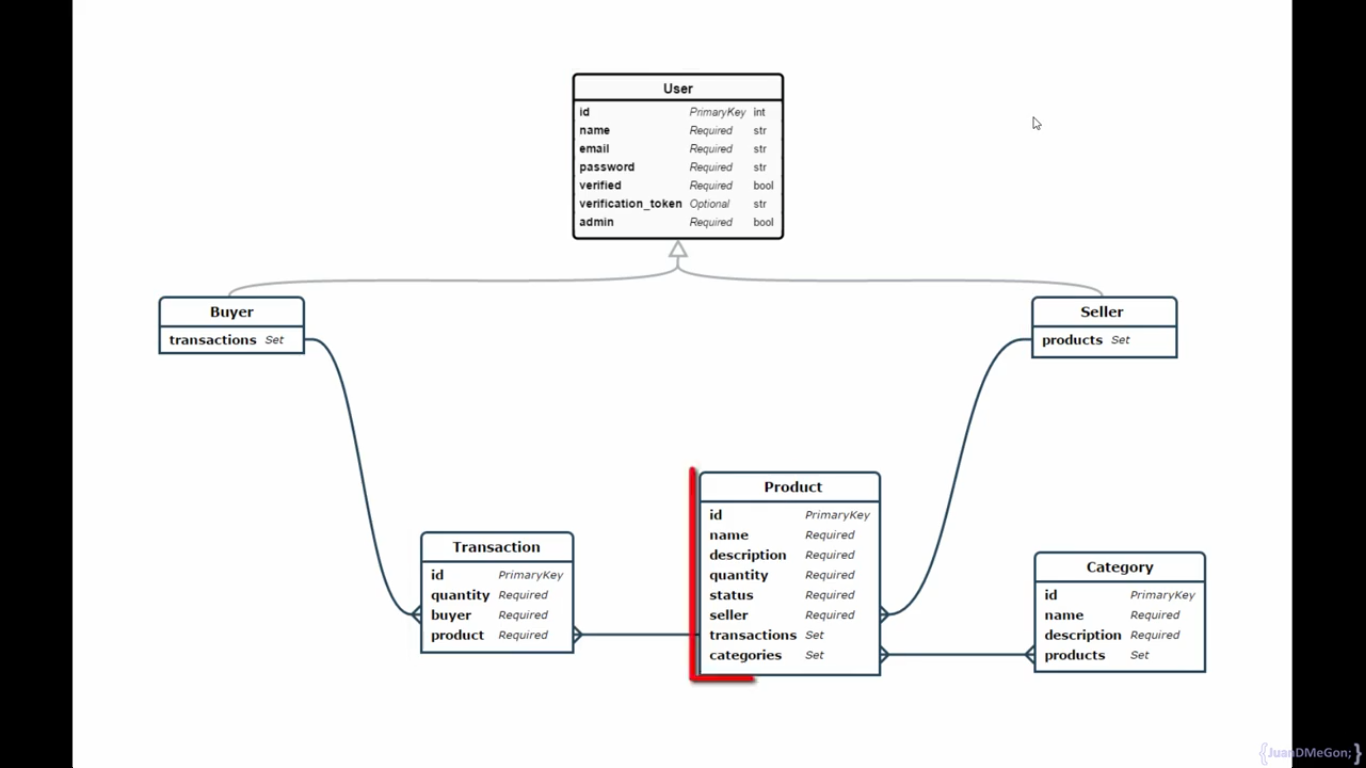 User
id PrimaryKey int
name Required str
email Required str
password Required str
verified Required bool
verification_token Optional str
admin Required bool
Buyer
transactions Set
Seller
products Set
Transaction
id PrimaryKey
quantity Required
buyer Required
product Required
Product
id PrimaryKey
name Required
description Required
quantity Required
status Required
seller Required
transactions Set
categories Set
Category
id PrimaryKey
name Required
description Required
products Set
{JuanDMeGon;}